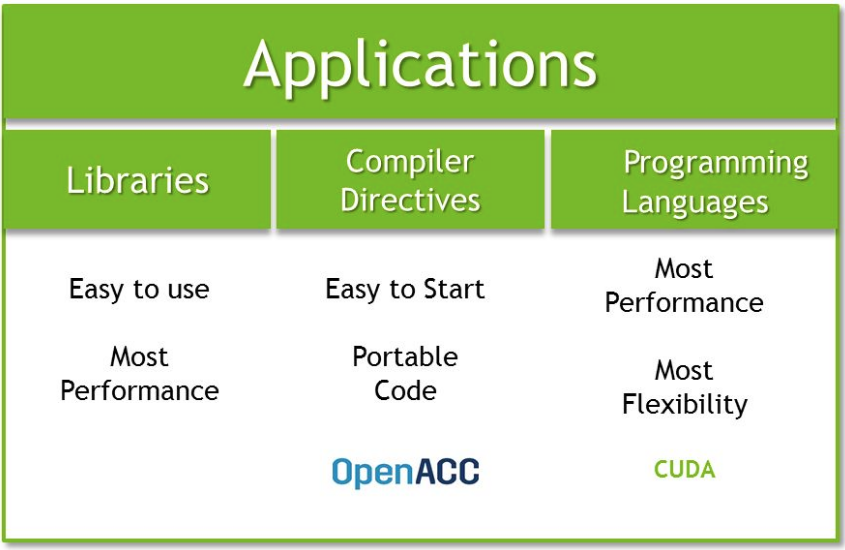 Applications
Libraries
Compiler
Directives
Programming
Languages
Easy to use
Most
Performance
Easy to Start
Portable
Code
OpenACC
Most
Performance
Most
Flexibility
CUDA